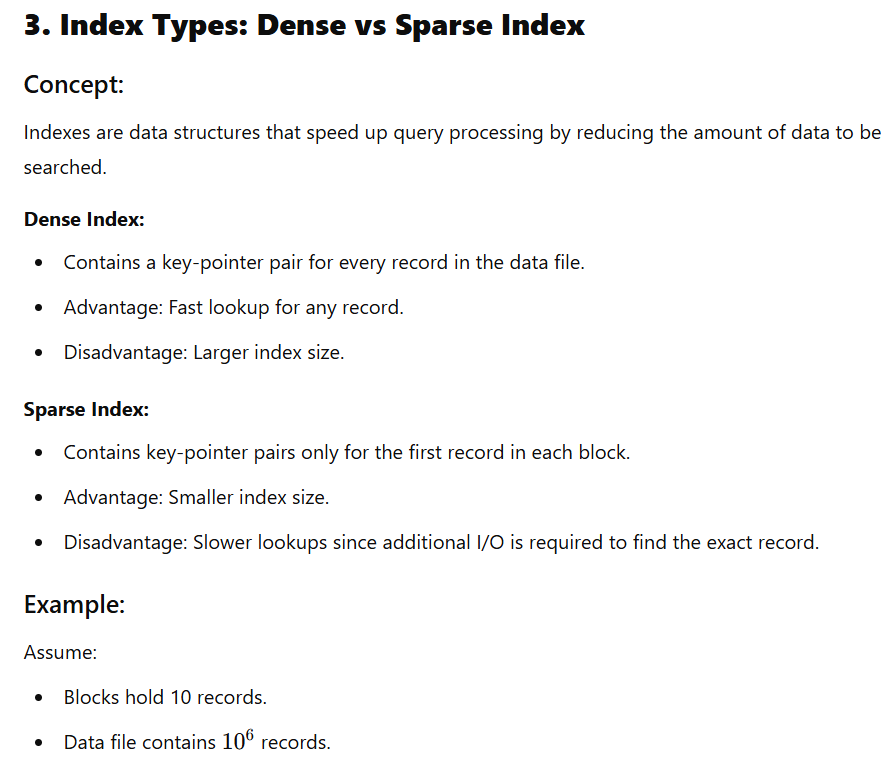 3. Index Types: Dense vs Sparse Index
Concept:
Indexes are data structures that speed up query processing by reducing the amount of data to be
searched.
Dense Index:
• Contains a key-pointer pair for every record in the data file.
• Advantage: Fast lookup for any record.
• Disadvantage: Larger index size.
Sparse Index:
• Contains key-pointer pairs only for the first record in each block.
• Advantage: Smaller index size.
• Disadvantage: Slower lookups since additional I/O is required to find the exact record.
Example:
Assume:
• Blocks hold 10 records.
• Data file contains 10⁶ records.